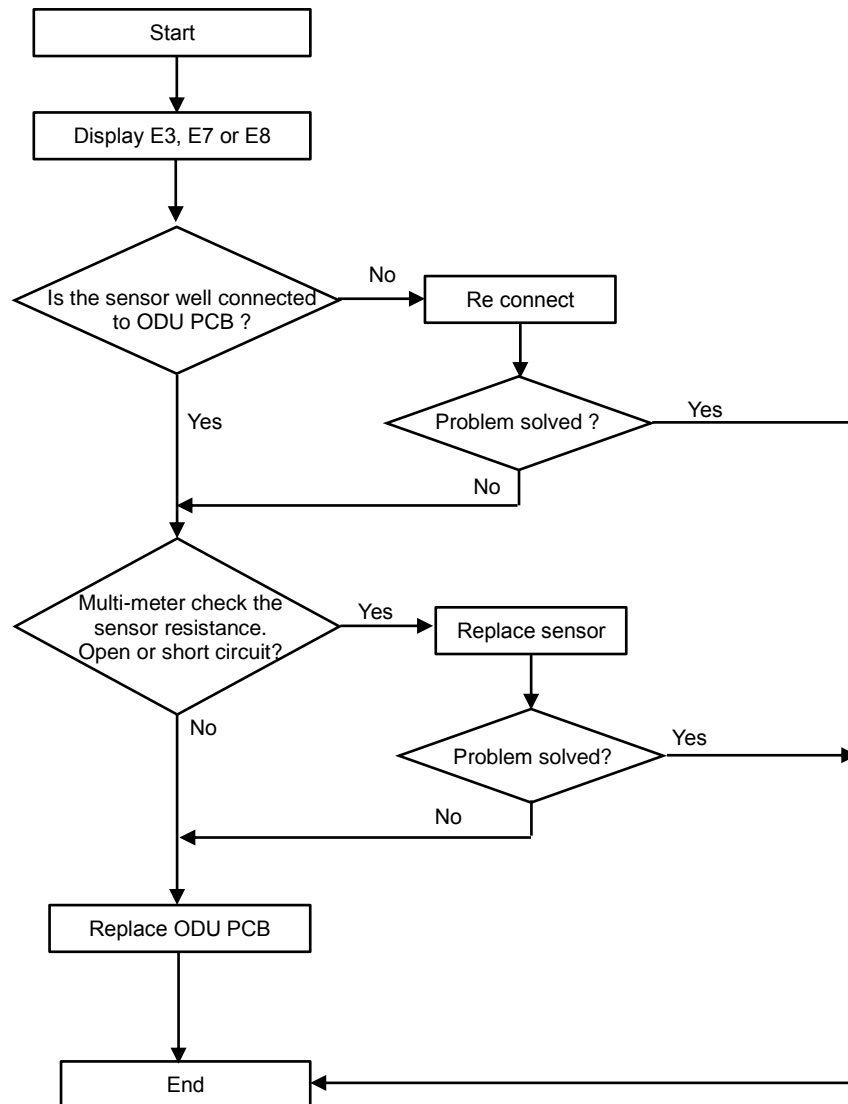 Start
Display E3, E7 or E8
Is the sensor well connected
to ODU PCB ?
No
Re connect
Yes
Problem solved ?
Yes
No
Multi-meter check the
sensor resistance.
Open or short circuit?
Yes
Replace sensor
No
Problem solved?
Yes
No
Replace ODU PCB
End